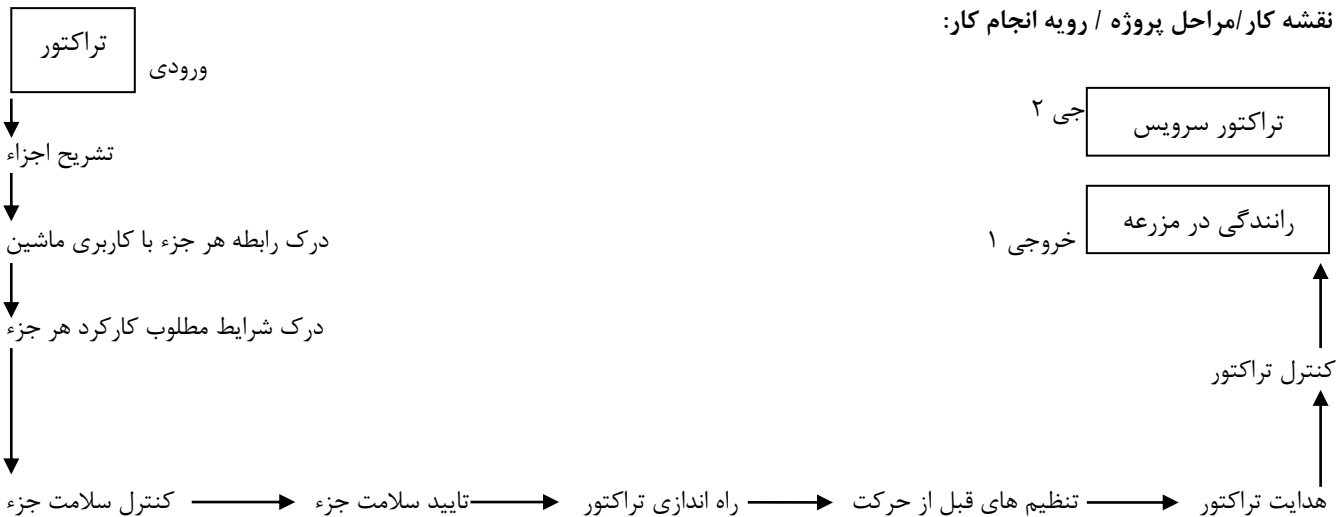 نقشه کار/مراحل پروژه / رویه انجام کار:
تراکتور
ورودی
تشریح اجزاء
درک رابطه هر جزء با کاربری ماشین
درک شرایط مطلوب کارکرد هر جزء
کنترل سلامت جزء
تایید سلامت جزء
راه اندازی تراکتور
تنظیم های قبل از حرکت
هدایت تراکتور
کنترل تراکتور
رانندگی در مزرعه
خروجی ۱
تراکتور سرویس
جی ۲